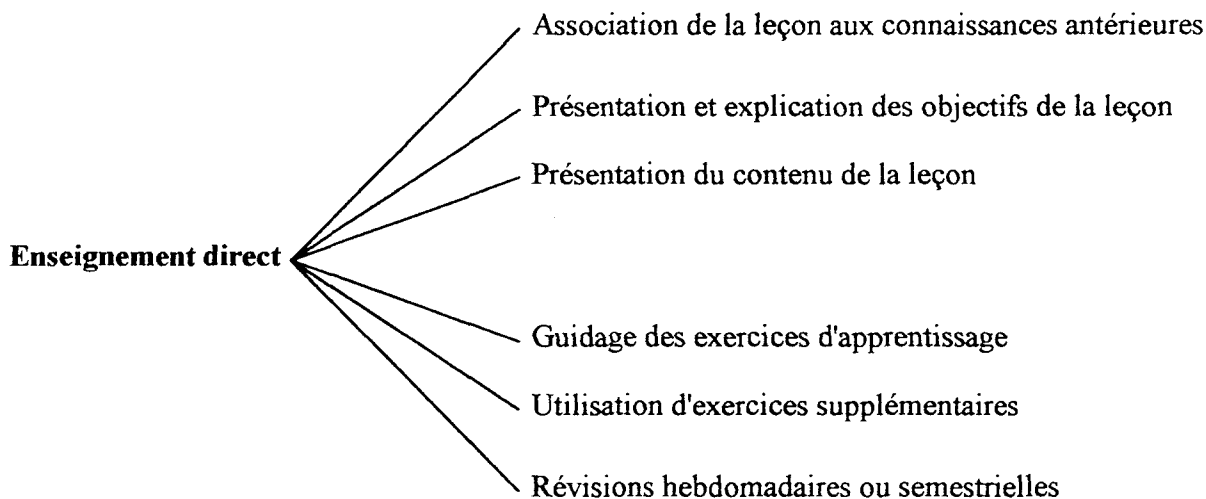 Association de la leçon aux connaissances antérieures
Présentation et explication des objectifs de la leçon
Présentation du contenu de la leçon
Enseignement direct
Guidage des exercices d'apprentissage
Utilisation d'exercices supplémentaires
Révisions hebdomadaires ou semestrielles